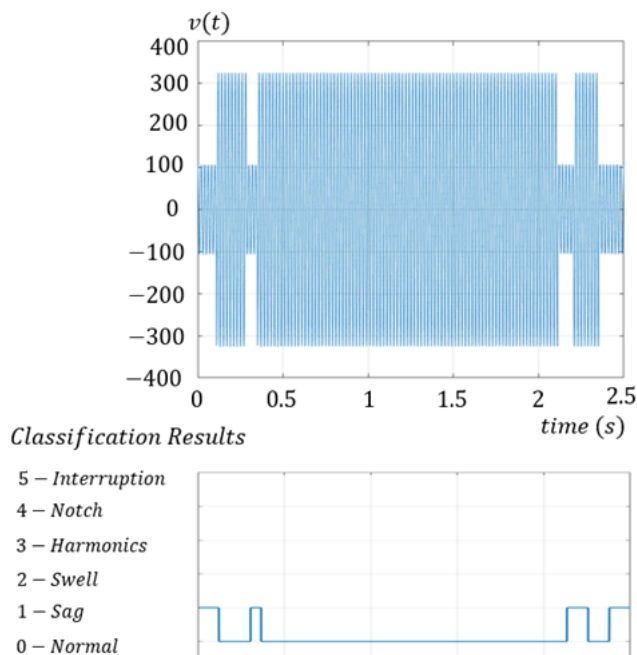 v(t)
400
300
200
100
0
−100
−200
−300
−400
0 0.5 1 1.5 2 2.5
time (s)
Classification Results
5 − Interruption
4 − Notch
3 − Harmonics
2 − Swell
1 − Sag
0 − Normal